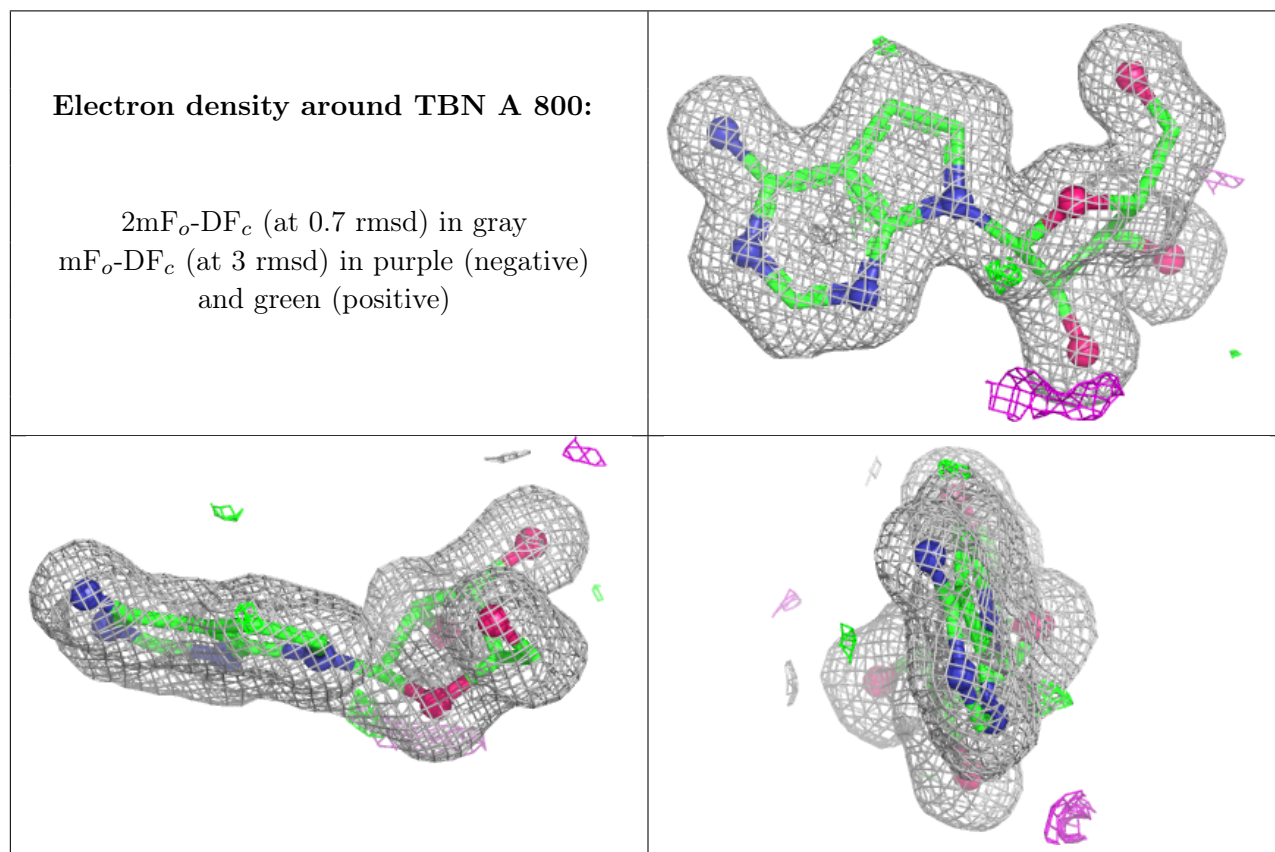 Electron density around TBN A 800:
2mFo-DFc (at 0.7 rmsd) in gray
mFo-DFc (at 3 rmsd) in purple (negative)
and green (positive)